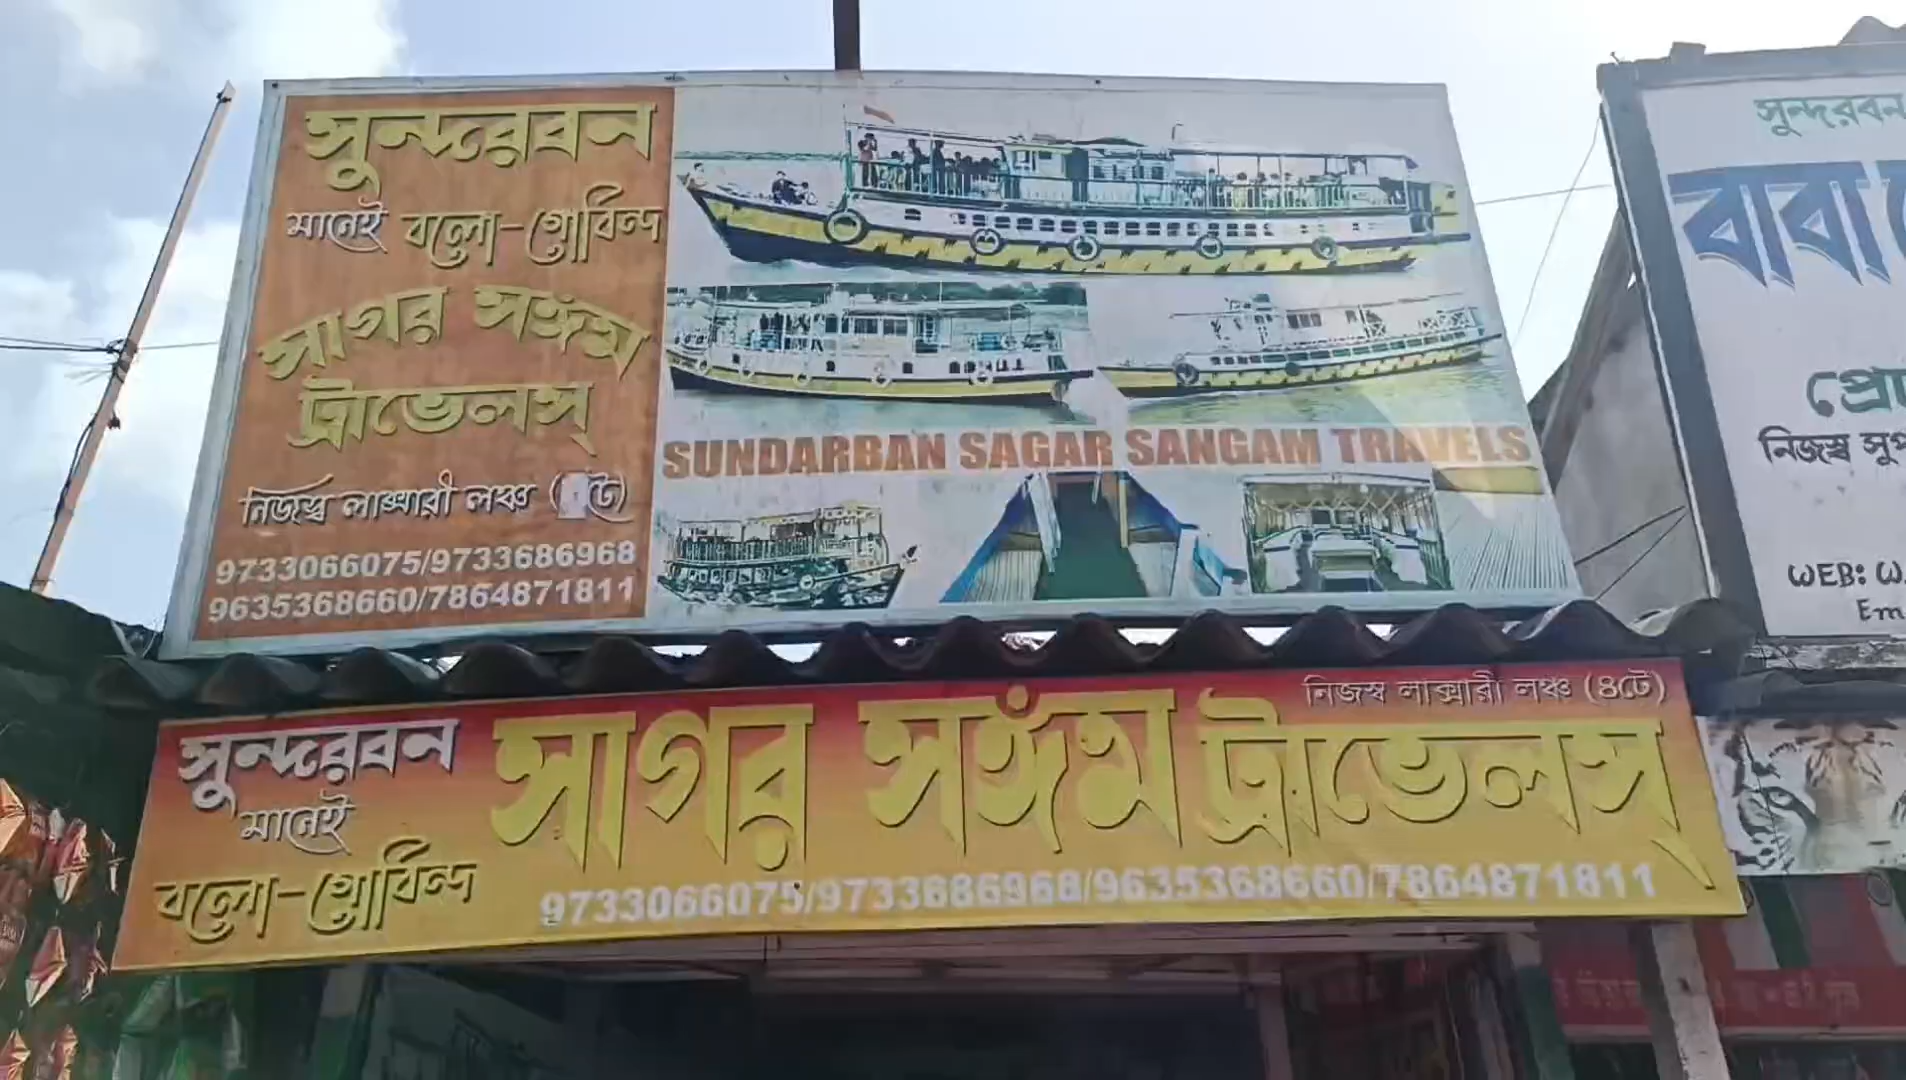 সুন্দরবন
মানেই বলো-গোবিন্দ
সাগর সঙ্গম
ট্রাভেলস্
নিজস্ব লাক্সারী লঞ্চ ( টে)
9733066075/9733686968
9635368660/7864871811
SUNDARBAN SAGAR SANGAM TRAVELS
সুন্দরবন
মানেই
বলো-গোবিন্দ
সাগর সঙ্গম ট্রাভেলস্
নিজস্ব লাক্সারী লঞ্চ (৪টে)
9733066075/9733686968/9635368660/7864871811
সুন্দরবন
বাবা
নিজস্ব
WEB: